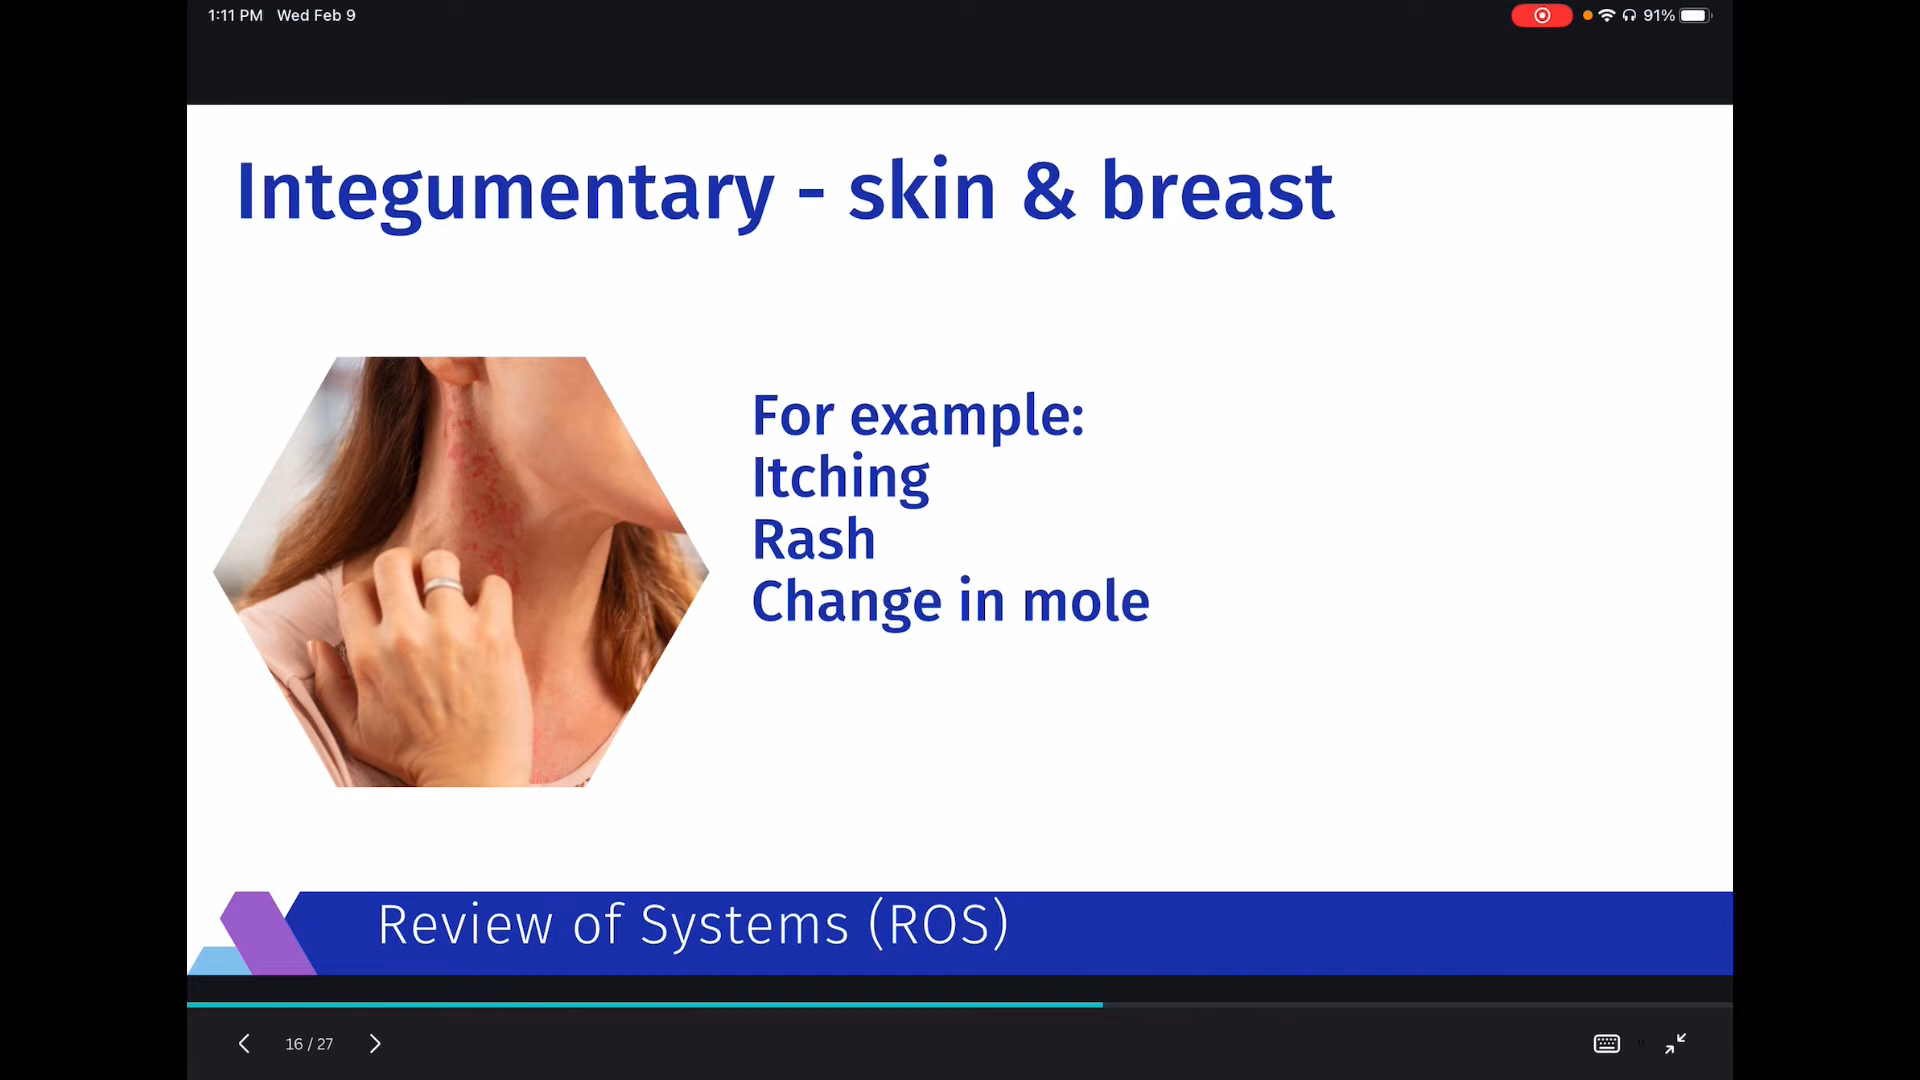 1:11 PM Wed Feb 9
91%
Integumentary - skin & breast
For example:
Itching
Rash
Change in mole
Review of Systems (ROS)
16 / 27